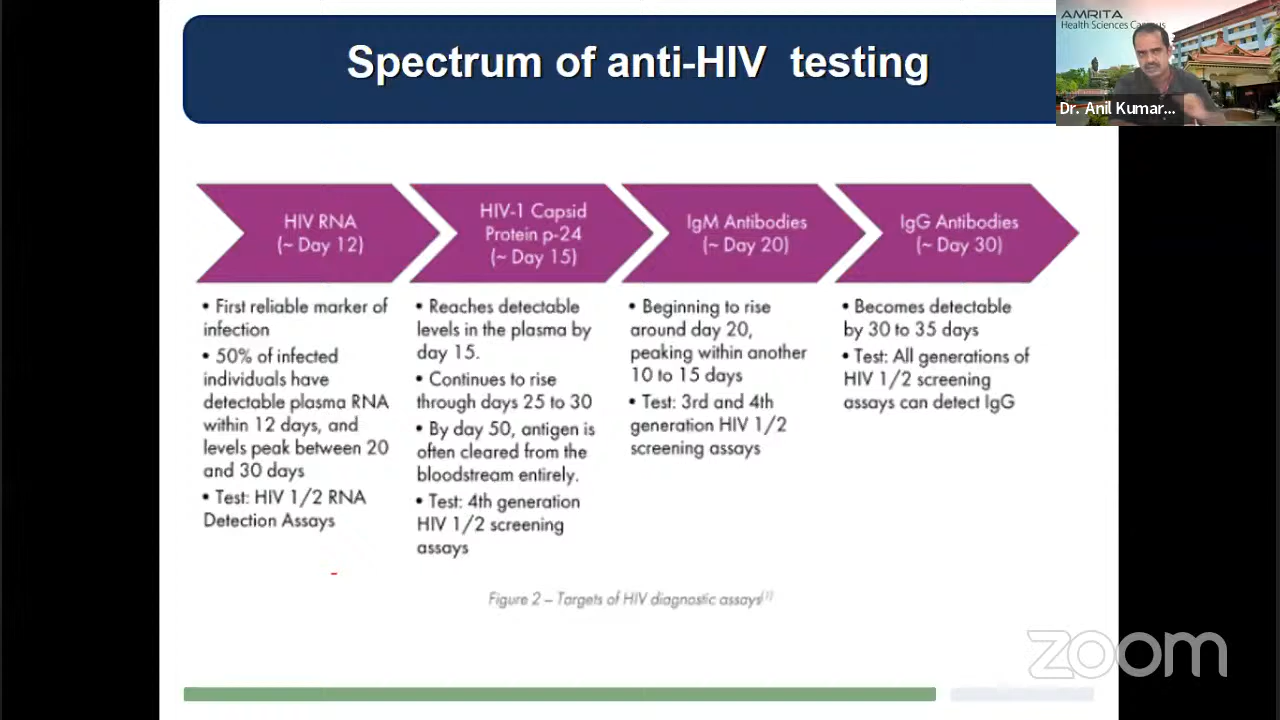 Spectrum of anti-HIV testing
AMRITA
Health Sciences Campus
Dr. Anil Kumar...
HIV RNA
(~ Day 12)
• First reliable marker of
infection
• 50% of infected
individuals have
detectable plasma RNA
within 12 days, and
levels peak between 20
and 30 days
• Test: HIV 1/2 RNA
Detection Assays
HIV-1 Capsid
Protein p-24
(~ Day 15)
• Reaches detectable
levels in the plasma by
day 15.
• Continues to rise
through days 25 to 30
• By day 50, antigen is
often cleared from the
bloodstream entirely.
• Test: 4th generation
HIV 1/2 screening
assays
IgM Antibodies
(~ Day 20)
• Beginning to rise
around day 20,
peaking within another
10 to 15 days
• Test: 3rd and 4th
generation HIV 1/2
screening assays
IgG Antibodies
(~ Day 30)
• Becomes detectable
by 30 to 35 days
• Test: All generations of
HIV 1/2 screening
assays can detect IgG
Figure 2 – Targets of HIV diagnostic assays
zoom